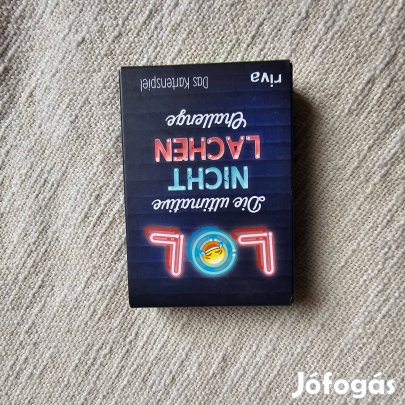 LOL
Die ultimative
NICHT
LACHEN
Challenge
Das Kartenspiel
riva
Jófogás